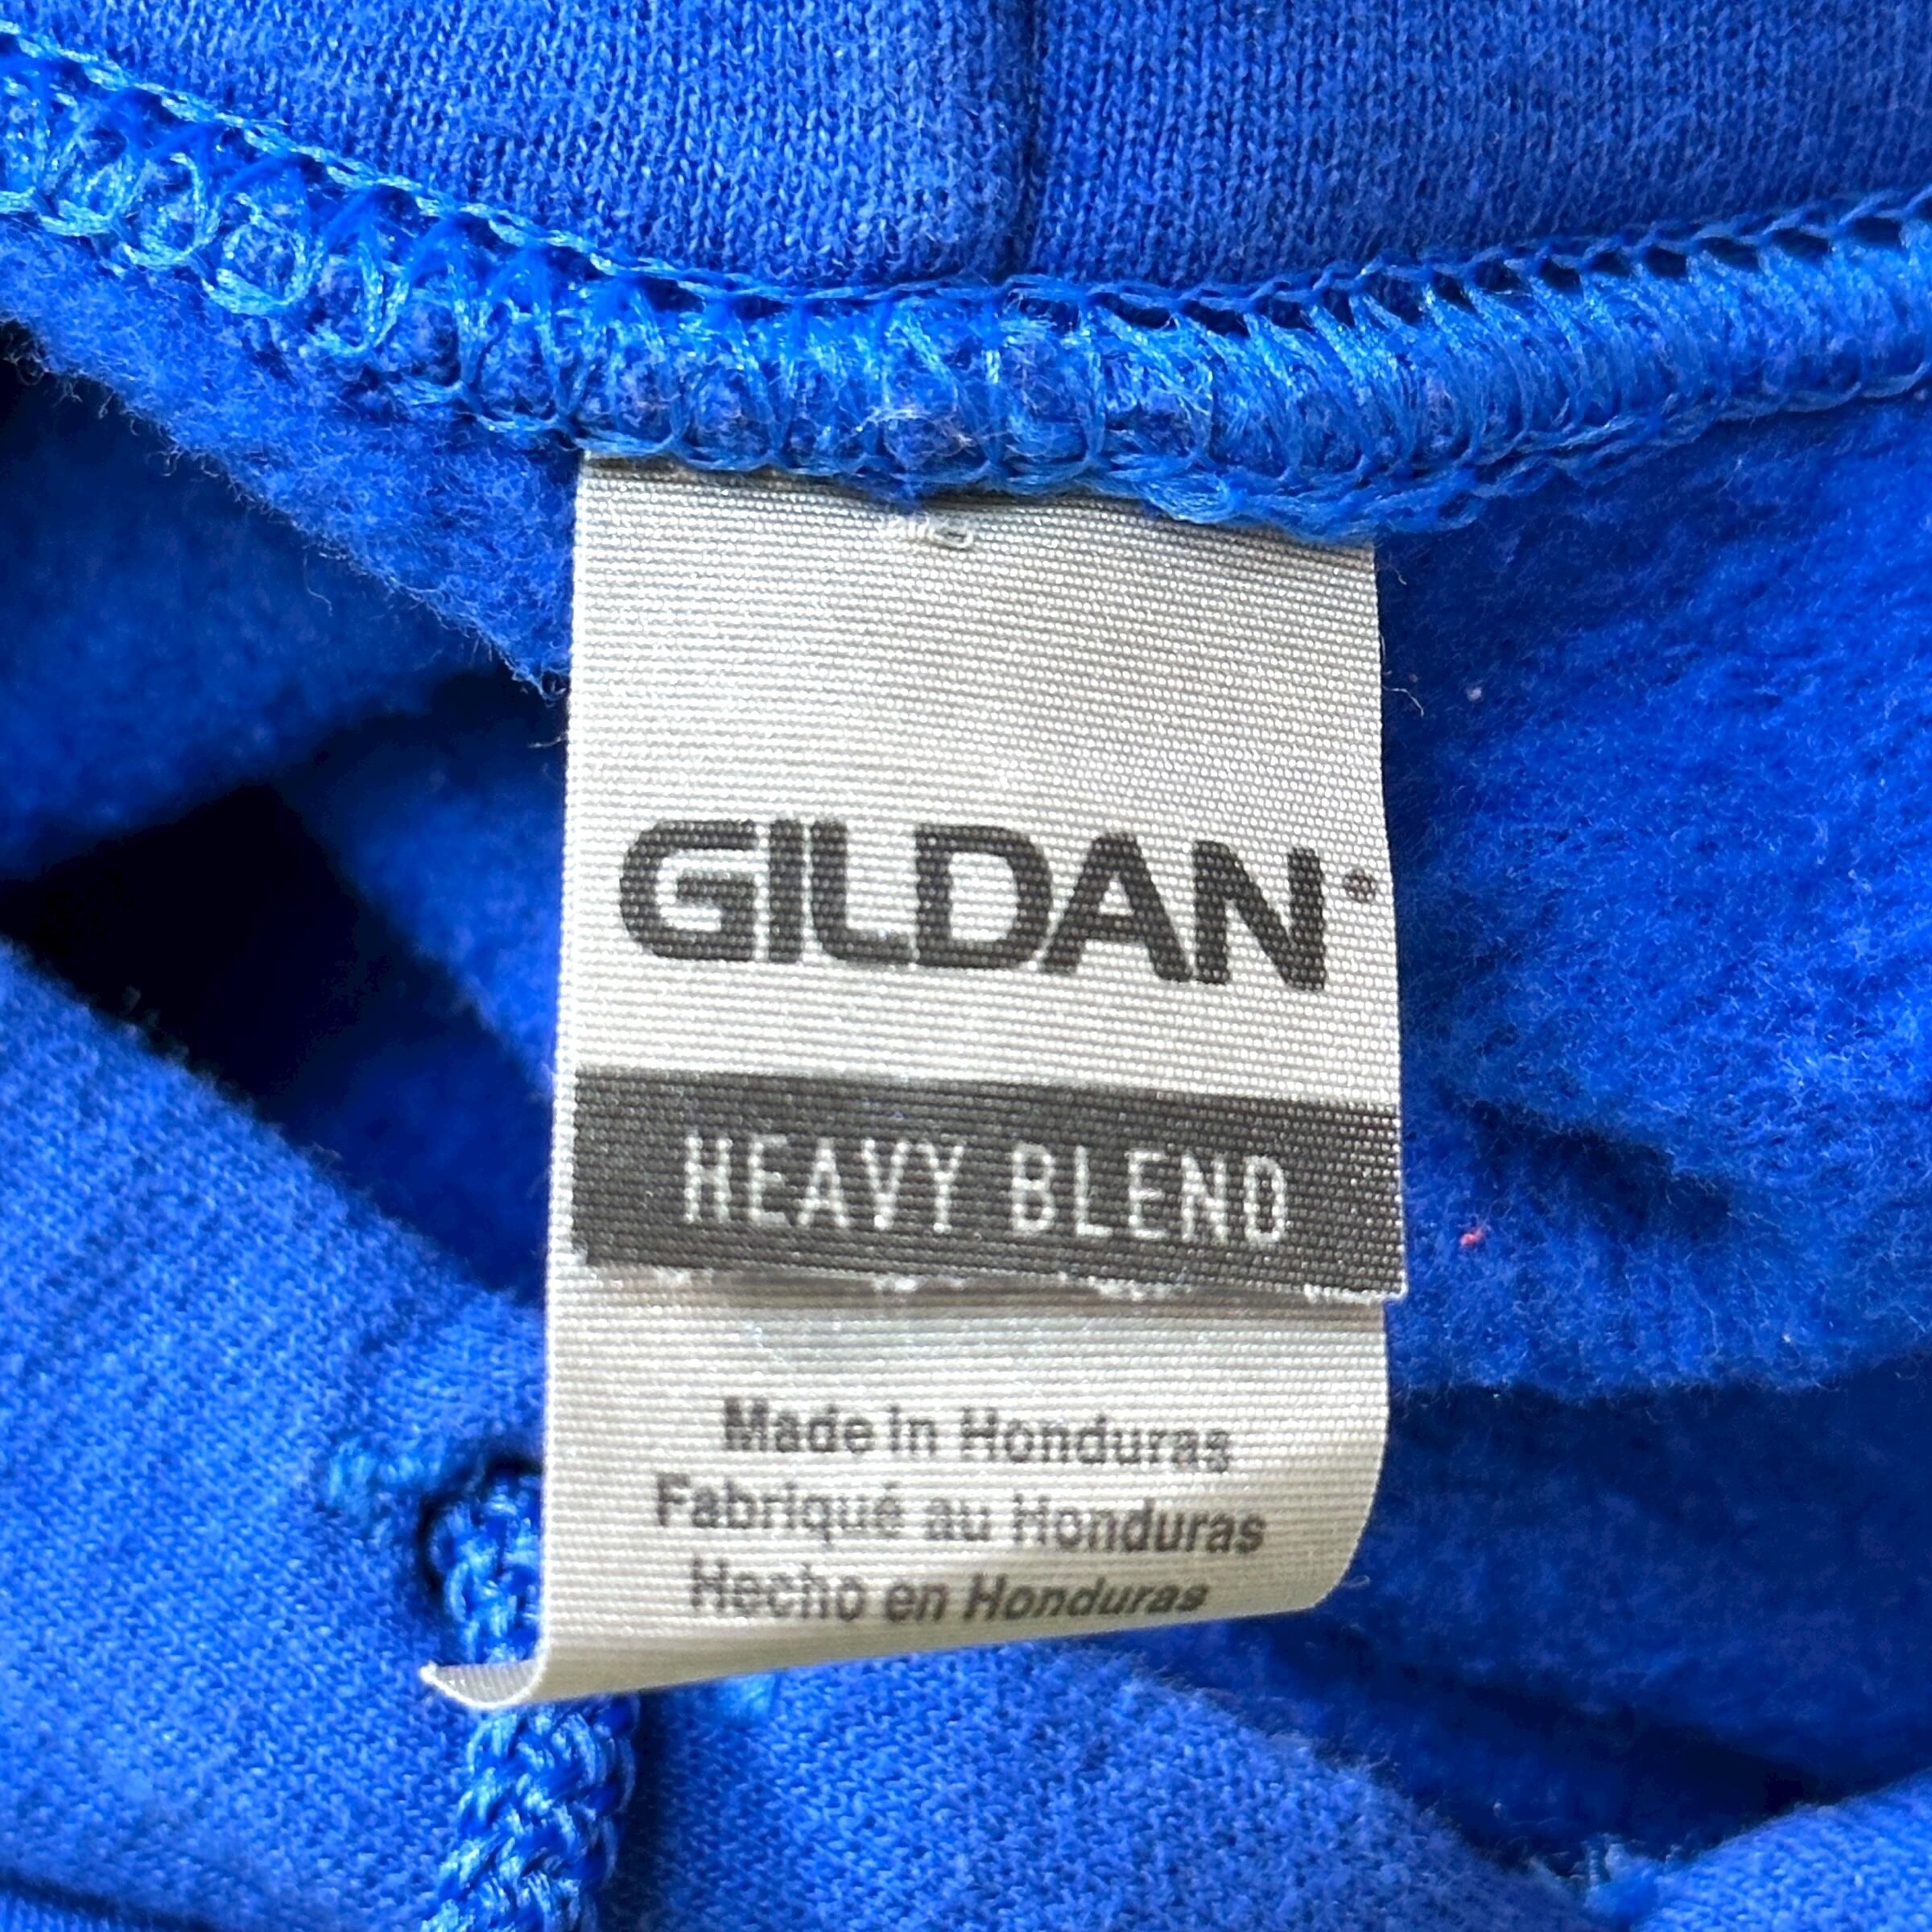 GILDAN®
HEAVY BLEND
Made in Honduras
Fabriqué au Honduras
Hecho en Honduras